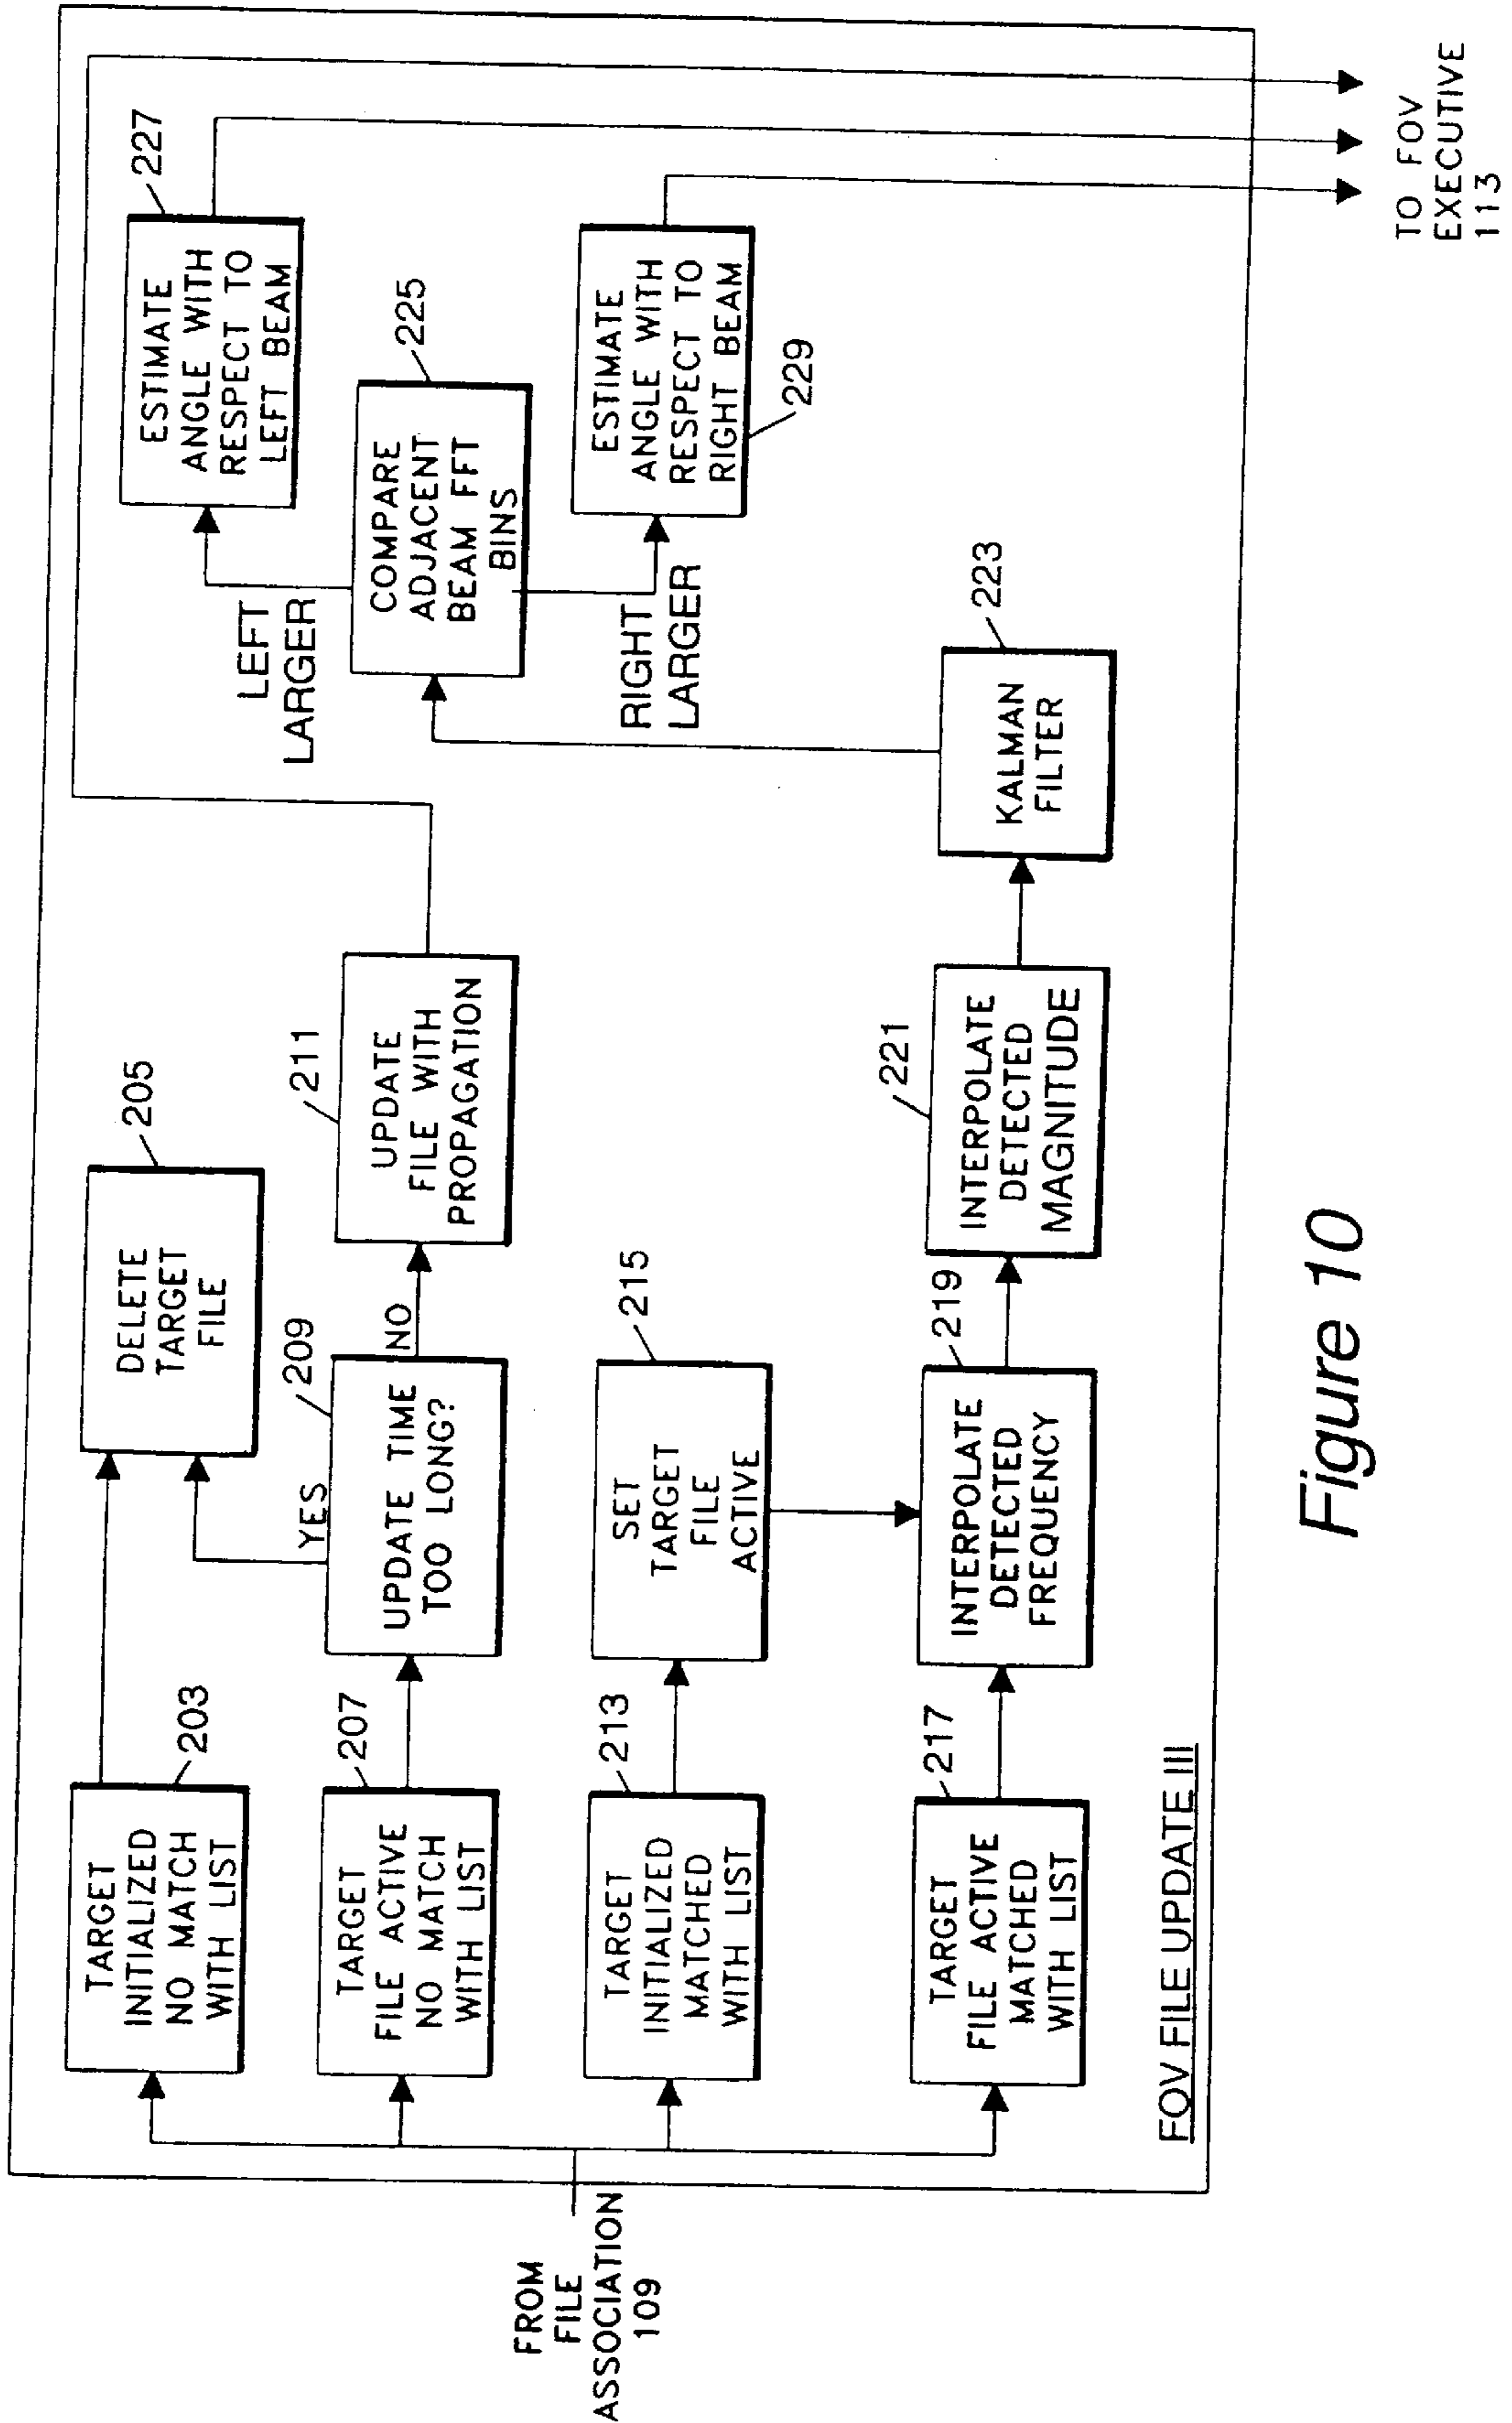 FROM
FILE
ASSOCIATION
109
TARGET
INITIALIZED
NO MATCH
WITH LIST
203
DELETE
TARGET
FILE
205
TARGET
FILE ACTIVE
NO MATCH
WITH LIST
207
UPDATE TIME
TOO LONG?
209
YES
NO
UPDATE
FILE WITH
PROPAGATION
211
TARGET
INITIALIZED
MATCHED
WITH LIST
213
SET
TARGET
FILE
ACTIVE
215
TARGET
FILE ACTIVE
MATCHED
WITH LIST
217
INTERPOLATE
DETECTED
FREQUENCY
219
INTERPOLATE
DETECTED
MAGNITUDE
221
KALMAN
FILTER
223
COMPARE
ADJACENT
BEAM FFT
BINS
225
LEFT
LARGER
RIGHT
LARGER
ESTIMATE
ANGLE WITH
RESPECT TO
LEFT BEAM
227
ESTIMATE
ANGLE WITH
RESPECT TO
RIGHT BEAM
229
TO FOV
EXECUTIVE
113
FOV FILE UPDATE III
Figure 10